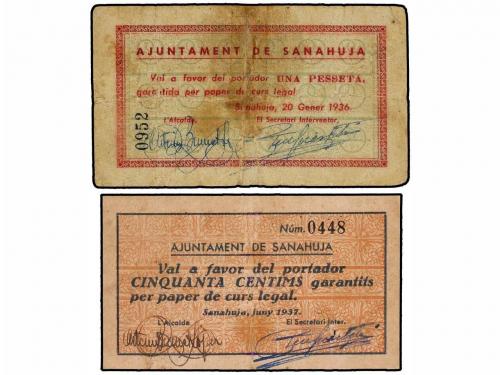 AJUNTAMENT DE SANAHUJA
Val a favor del portador UNA PESSETA,
garantida per paper de curs legal
Sanahuja, 20 Gener 1936
l'Alcalde, El Secretari Interventor,
0952
Núm. 0448
AJUNTAMENT DE SANAHUJA
Val a favor del portador
CINQUANTA CENTIMS garantits
per paper de curs legal.
Sanahuja, juny 1937.
l'Alcalde El Secretari Inter.